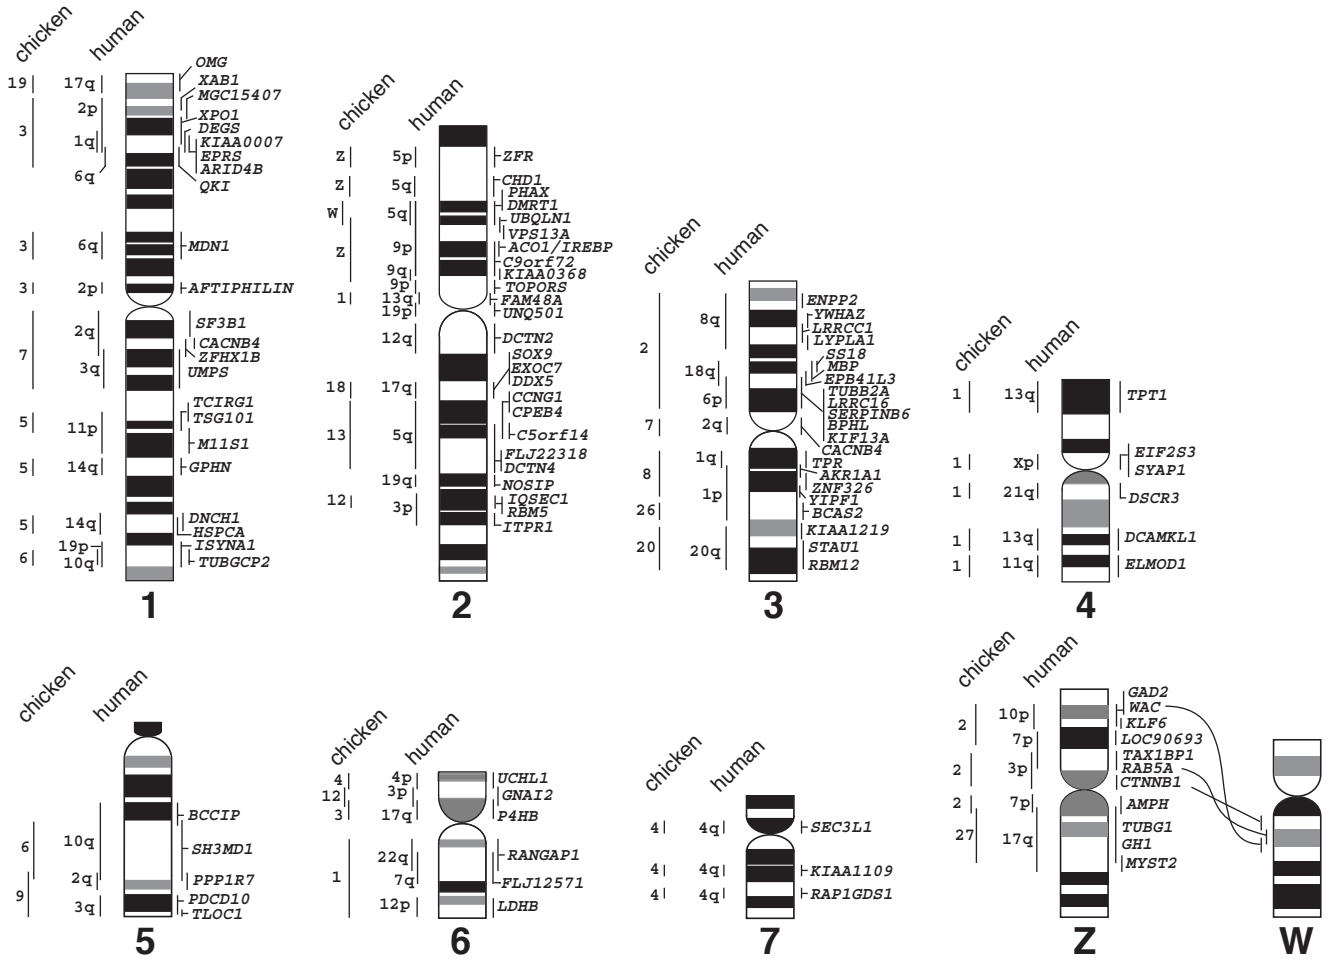 chicken
human
19
17q
OMG
XAB1
MGC15407
2p
3
XPO1
DEGS
1q
KIAA0007
EPRS
ARID4B
6q
QKI
3
6q
MDN1
3
2p
AFTIPHILIN
SF3B1
2q
CACNB4
7
ZFHX1B
3q
UMPS
TCIRG1
5
TSG101
11p
M11S1
5
14q
GPHN
5
14q
DNCH1
HSPCA
19p
ISYNA1
6
10q
TUBGCP2
1
chicken
human
Z
5p
ZFR
Z
5q
CHD1
PHAX
W
5q
DMRT1
UBQLN1
VPS13A
Z
9p
ACO1/IREBP
C9orf72
9q
KIAA0368
9p
TOPORS
1
13q
FAM48A
19p
UNQ501
12q
DCTN2
SOX9
EXOC7
18
17q
DDX5
CCNG1
CPEB4
13
5q
C5orf14
FLJ22318
DCTN4
19q
NOSIP
12
3p
IQSEC1
RBM5
ITPR1
2
chicken
human
ENPP2
8q
YWHAZ
LRRCC1
2
LYPLA1
SS18
18q
MBP
EPB41L3
6p
TUBB2A
LRRC16
SERPINB6
7
2q
BPHL
KIF13A
CACNB4
1q
TPR
8
AKR1A1
ZNF326
1p
YIPF1
26
BCAS2
KIAA1219
20
20q
STAU1
RBM12
3
chicken
human
1
13q
TPT1
EIF2S3
1
Xp
SYAP1
1
21q
DSCR3
1
13q
DCAMKL1
1
11q
ELMOD1
4
chicken
human
BCCIP
6
10q
SH3MD1
2q
PPP1R7
9
3q
PDCD10
TLOC1
5
chicken
human
4
4p
UCHL1
12
3p
GNAI2
3
17q
P4HB
22q
RANGAP1
1
7q
FLJ12571
12p
LDHB
6
chicken
human
4
4q
SEC3L1
4
4q
KIAA1109
4
4q
RAP1GDS1
7
chicken
human
GAD2
2
10p
WAC
KLF6
7p
LOC90693
TAX1BP1
2
3p
RAB5A
CTNNB1
2
7p
AMPH
27
17q
TUBG1
GH1
MYST2
Z
W